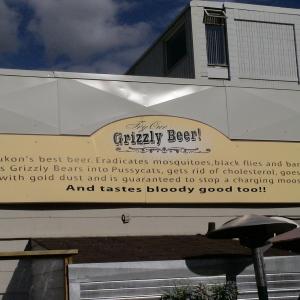 Try Our
Grizzly Beer!
ukon's best beer. Eradicates mosquitoes, black flies and bar
s Grizzly Bears into Pussycats, gets rid of cholesterol, goes
with gold dust and is guaranteed to stop a charging moos
And tastes bloody good too!!